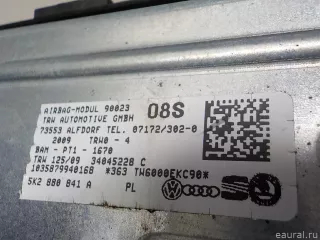 AIRBAG-MODUL 90023
TRW AUTOMOTIVE GMBH
08S
73553 ALFDORF TEL. 07172/302-0
2009 TRW0 - 4
BAM - PT1 - 1670
TRW 125/09 34045228 C
1035879940168 *363 TW6000EKC90*
5K2 880 841 A PL
eaural.ru